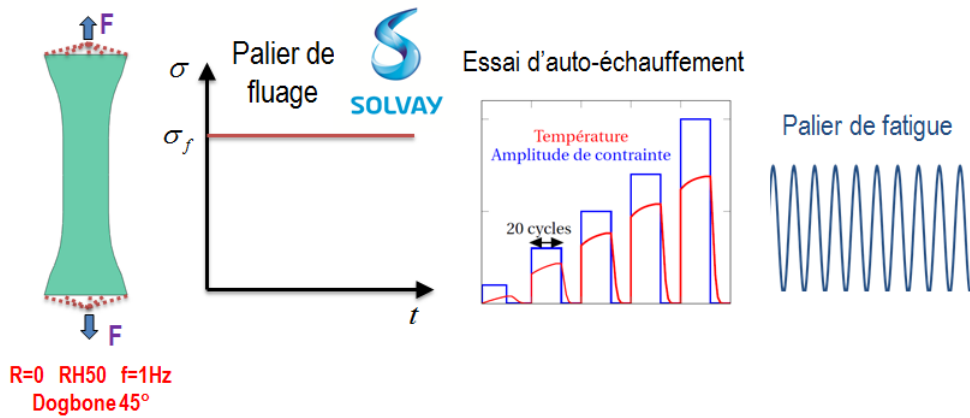 F
F
R=0 RH50 f=1Hz
Dogbone 45°
Palier de
fluage
σ
σf
t
SOLVAY
Essai d'auto-échauffement
Température
Amplitude de contrainte
20 cycles
Palier de fatigue